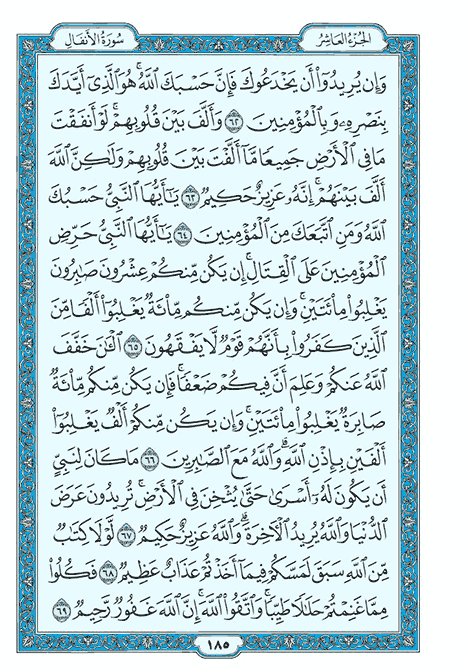 الجزء العاشر
سورة الأنفال
وَإِن يُرِيدُوٓاْ أَن يَخْدَعُوكَ فَإِنَّ حَسْبَكَ ٱللَّهُۚ هُوَ ٱلَّذِيٓ أَيَّدَكَ
بِنَصْرِهِۦ وَبِٱلْمُؤْمِنِينَ ٦٢ وَأَلَّفَ بَيْنَ قُلُوبِهِمْۚ لَوْ أَنفَقْتَ
مَا فِي ٱلْأَرْضِ جَمِيعًا مَّآ أَلَّفْتَ بَيْنَ قُلُوبِهِمْ وَلَٰكِنَّ ٱللَّهَ
أَلَّفَ بَيْنَهُمْۚ إِنَّهُۥ عَزِيزٌ حَكِيمٌ ٦٣ يَٰٓأَيُّهَا ٱلنَّبِيُّ حَسْبُكَ
ٱللَّهُ وَمَنِ ٱتَّبَعَكَ مِنَ ٱلْمُؤْمِنِينَ ٦٤ يَٰٓأَيُّهَا ٱلنَّبِيُّ حَرِّضِ
ٱلْمُؤْمِنِينَ عَلَى ٱلْقِتَالِۚ إِن يَكُن مِّنكُمْ عِشْرُونَ صَٰبِرُونَ
يَغْلِبُواْ مِاْئَتَيْنِۚ وَإِن يَكُن مِّنكُم مِّاْئَةٌ يَغْلِبُوٓاْ أَلْفًا مِّنَ
ٱلَّذِينَ كَفَرُواْ بِأَنَّهُمْ قَوْمٌ لَّا يَفْقَهُونَ ٦٥ ٱلْـَٰٔنَ خَفَّفَ
ٱللَّهُ عَنكُمْ وَعَلِمَ أَنَّ فِيكُمْ ضَعْفًاۚ فَإِن يَكُن مِّنكُم مِّاْئَةٌ
صَابِرَةٌ يَغْلِبُواْ مِاْئَتَيْنِۚ وَإِن يَكُن مِّنكُمْ أَلْفٌ يَغْلِبُوٓاْ
أَلْفَيْنِ بِإِذْنِ ٱللَّهِۗ وَٱللَّهُ مَعَ ٱلصَّٰبِرِينَ ٦٦ مَا كَانَ لِنَبِيٍّ
أَن يَكُونَ لَهُۥٓ أَسْرَىٰ حَتَّىٰ يُثْخِنَ فِي ٱلْأَرْضِۚ تُرِيدُونَ عَرَضَ
ٱلدُّنْيَا وَٱللَّهُ يُرِيدُ ٱلْأٓخِرَةَۗ وَٱللَّهُ عَزِيزٌ حَكِيمٌ ٦٧ لَّوْلَا كِتَٰبٌ
مِّنَ ٱللَّهِ سَبَقَ لَمَسَّكُمْ فِيمَآ أَخَذْتُمْ عَذَابٌ عَظِيمٌ ٦٨ فَكُلُواْ
مِمَّا غَنِمْتُمْ حَلَٰلًا طَيِّبًاۚ وَٱتَّقُواْ ٱللَّهَۚ إِنَّ ٱللَّهَ غَفُورٌ رَّحِيمٌ ٦٩
١٨٥